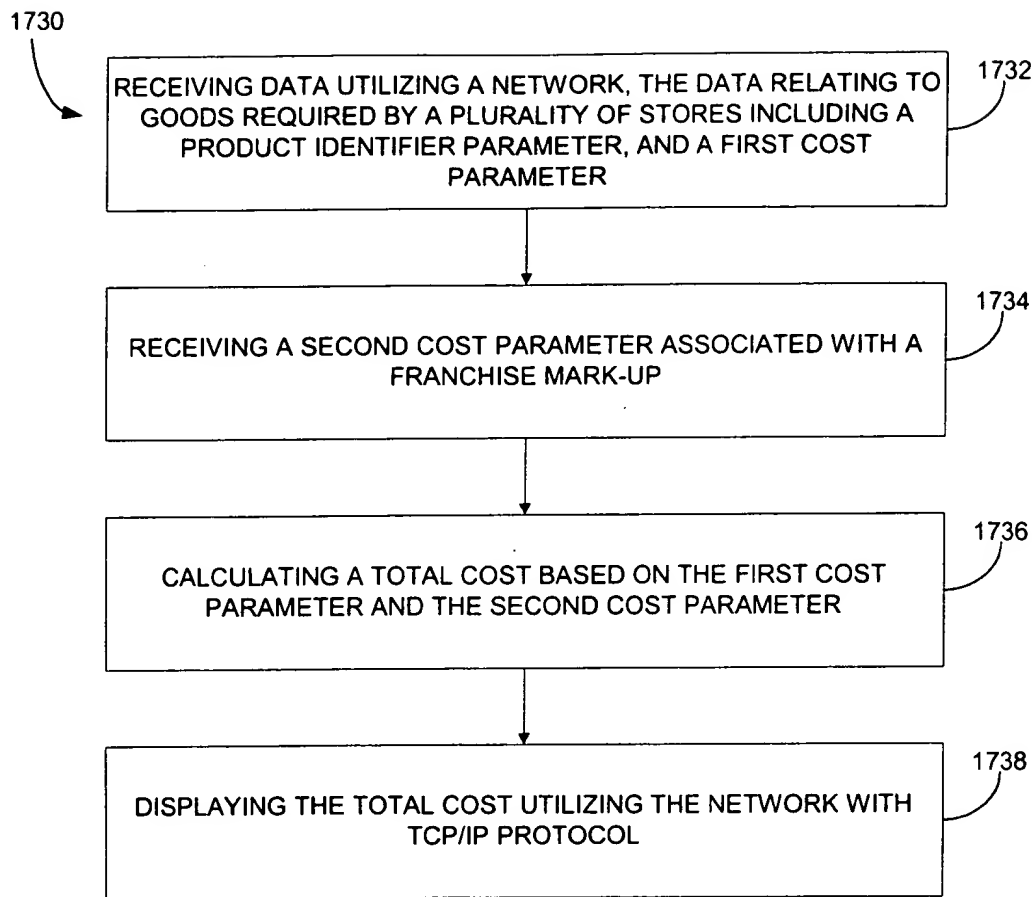 1730
RECEIVING DATA UTILIZING A NETWORK, THE DATA RELATING TO
GOODS REQUIRED BY A PLURALITY OF STORES INCLUDING A
PRODUCT IDENTIFIER PARAMETER, AND A FIRST COST
PARAMETER
1732
RECEIVING A SECOND COST PARAMETER ASSOCIATED WITH A
FRANCHISE MARK-UP
1734
CALCULATING A TOTAL COST BASED ON THE FIRST COST
PARAMETER AND THE SECOND COST PARAMETER
1736
DISPLAYING THE TOTAL COST UTILIZING THE NETWORK WITH
TCP/IP PROTOCOL
1738